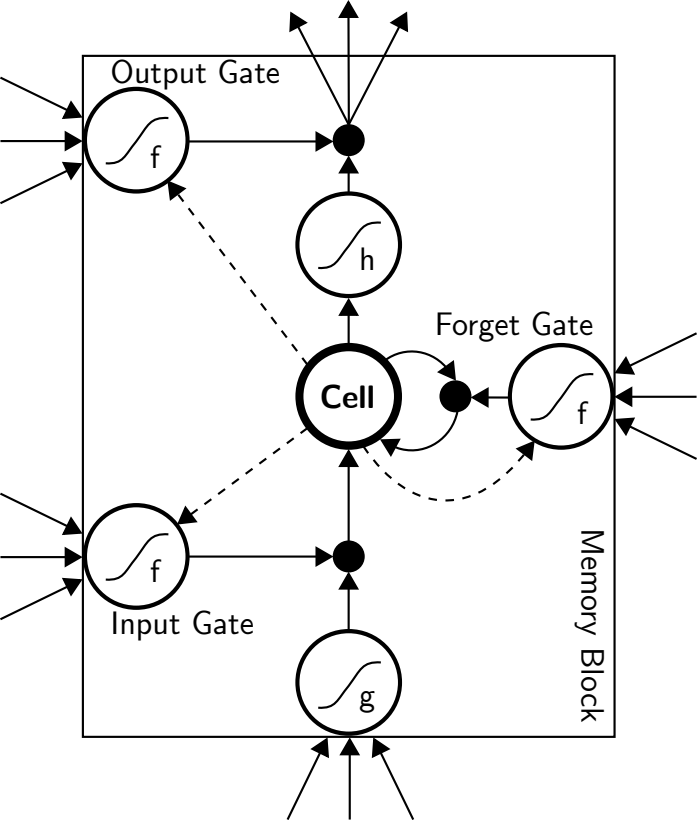 Output Gate
f
h
Forget Gate
Cell
f
f
Input Gate
Memory Block
g